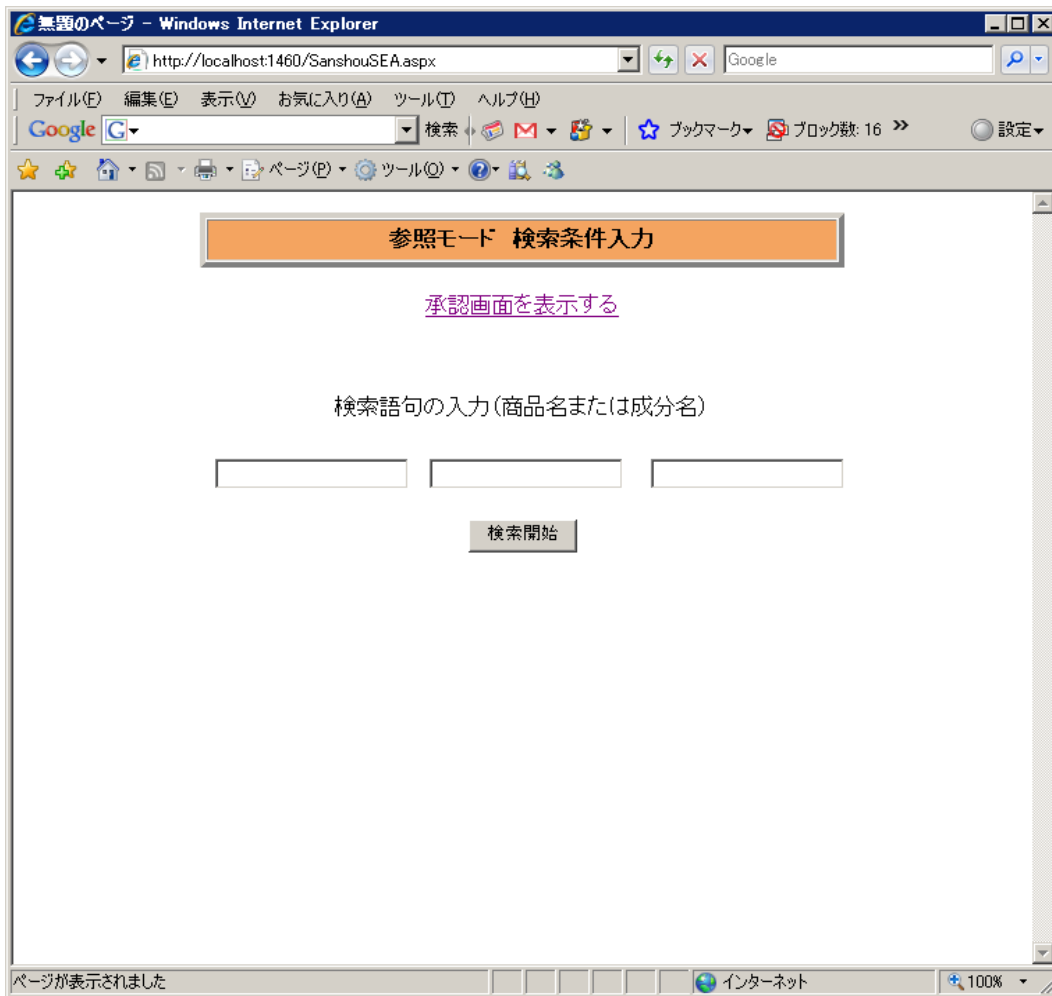 無題のページ - Windows Internet Explorer
http://localhost:1460/SanshouSEA.aspx
Google
ファイル(F) 編集(E) 表示(V) お気に入り(A) ツール(T) ヘルプ(H)
Google G 検索 ブックマーク ブロック数: 16 » 設定
ページ(P) ツール(O)
参照モード 検索条件入力
承認画面を表示する
検索語句の入力(商品名または成分名)
検索開始
ページが表示されました インターネット 100%